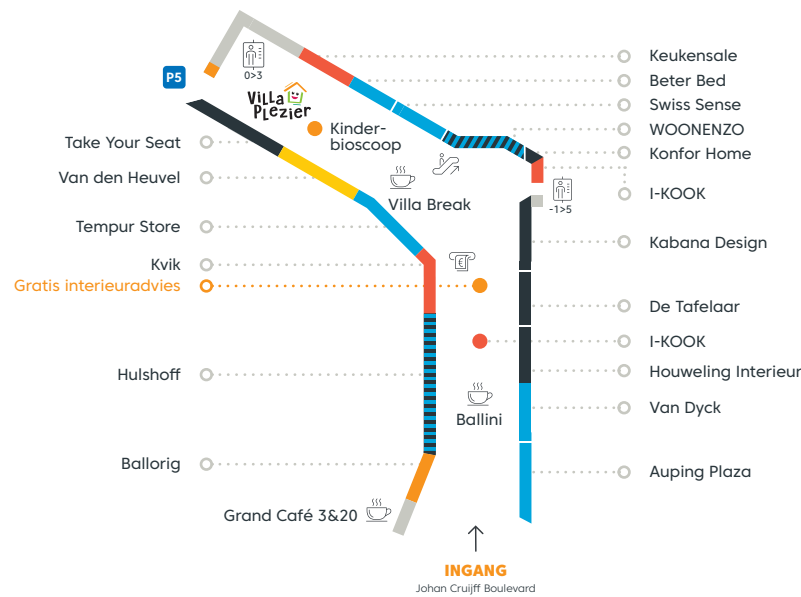 P5
0>3
VILLA
PLEZIER
Kinder-
bioscoop
Villa Break
-1>5
€
Take Your Seat
Van den Heuvel
Tempur Store
Kvik
Gratis interieuradvies
Hulshoff
Ballorig
Grand Café 3&20
Ballini
Keukensale
Beter Bed
Swiss Sense
WOONENZO
Konfor Home
I-KOOK
Kabana Design
De Tafelaar
I-KOOK
Houweling Interieur
Van Dyck
Auping Plaza
INGANG
Johan Cruijff Boulevard